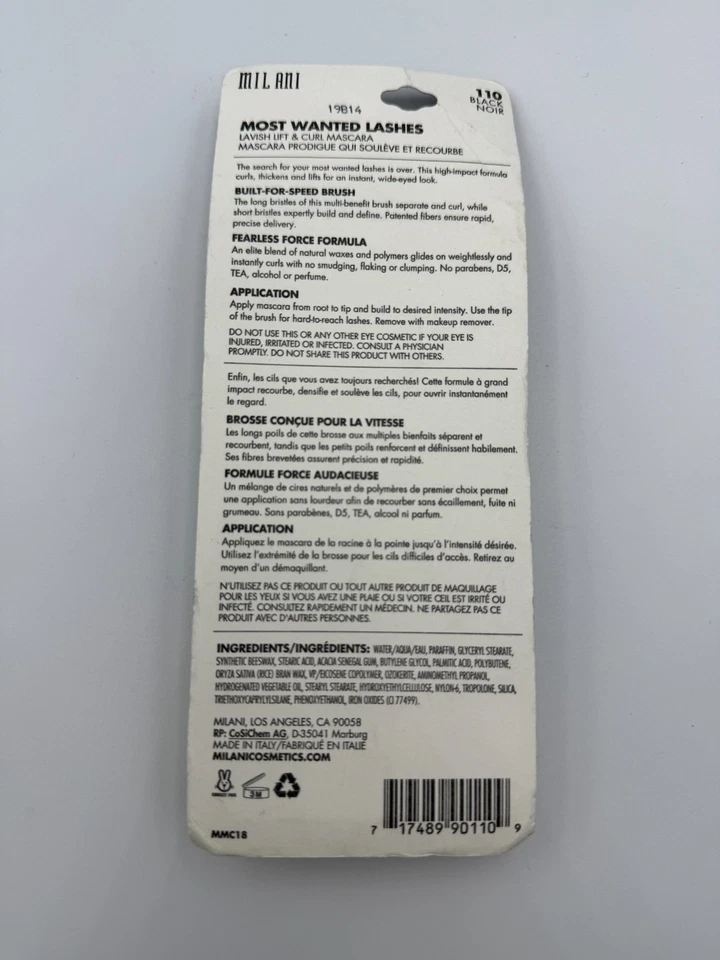 MILANI
110
BLACK
NOIR
19B14
MOST WANTED LASHES
LAVISH LIFT & CURL MASCARA
MASCARA PRODIGUE QUI SOULÈVE ET RECOURBE
The search for your most wanted lashes is over. This high-impact formula
curls, thickens and lifts for an instant, wide-eyed look.
BUILT-FOR-SPEED BRUSH
The long bristles of this multi-benefit brush separate and curl, while
short bristles expertly build and define. Patented fibers ensure rapid,
precise delivery.
FEARLESS FORCE FORMULA
An elite blend of natural waxes and polymers glides on weightlessly and
instantly curls with no smudging, flaking or clumping. No parabens, D5,
TEA, alcohol or perfume.
APPLICATION
Apply mascara from root to tip and build to desired intensity. Use the tip
of the brush for hard-to-reach lashes. Remove with makeup remover.
DO NOT USE THIS OR ANY OTHER EYE COSMETIC IF YOUR EYE IS
INJURED, IRRITATED OR INFECTED. CONSULT A PHYSICIAN
PROMPTLY. DO NOT SHARE THIS PRODUCT WITH OTHERS.
Enfin, les cils que vous avez toujours recherchés! Cette formule à grand
impact recourbe, densifie et soulève les cils, pour ouvrir instantanément
le regard.
BROSSE CONÇUE POUR LA VITESSE
Les longs poils de cette brosse aux multiples bienfaits séparent et
recourbent, tandis que les petits poils renforcent et définissent habilement.
Ses fibres brevetées assurent précision et rapidité.
FORMULE FORCE AUDACIEUSE
Un mélange de cires naturels et de polymères de premier choix permet
une application sans lourdeur afin de recourber sans écaillement, fuite ni
grumeau. Sans parabènes, D5, TEA, alcool ni parfum.
APPLICATION
Appliquez le mascara de la racine à la pointe jusqu'à l'intensité désirée.
Utilisez l'extrémité de la brosse pour les cils difficiles d'accès. Retirez au
moyen d'un démaquillant.
N'UTILISEZ PAS CE PRODUIT OU TOUT AUTRE PRODUIT DE MAQUILLAGE
POUR LES YEUX SI VOUS AVEZ UNE PLAIE OU SI VOTRE ŒIL EST IRRITÉ OU
INFECTÉ. CONSULTEZ RAPIDEMENT UN MÉDECIN. NE PARTAGEZ PAS CE
PRODUIT AVEC D'AUTRES PERSONNES.
INGREDIENTS/INGRÉDIENTS: WATER/AQUA/EAU, PARAFFIN, GLYCERYL STEARATE,
SYNTHETIC BEESWAX, STEARIC ACID, ACACIA SENEGAL GUM, BUTYLENE GLYCOL, PALMITIC ACID, POLYBUTENE,
ORYZA SATIVA (RICE) BRAN WAX, VP/EICOSENE COPOLYMER, OZOKERITE, AMINOMETHYL PROPANOL,
HYDROGENATED VEGETABLE OIL, STEARYL STEARATE, HYDROXYETHYLCELLULOSE, NYLON-6, TROPOLONE, SILICA,
TRIETHOXYCAPRYLYLSILANE, PHENOXYETHANOL, IRON OXIDES (CI 77499).
MILANI, LOS ANGELES, CA 90058
RP: CoSiChem AG, D-35041 Marburg
MADE IN ITALY/FABRIQUÉ EN ITALIE
MILANICOSMETICS.COM
3M
MMC18
7 17489 90110 9